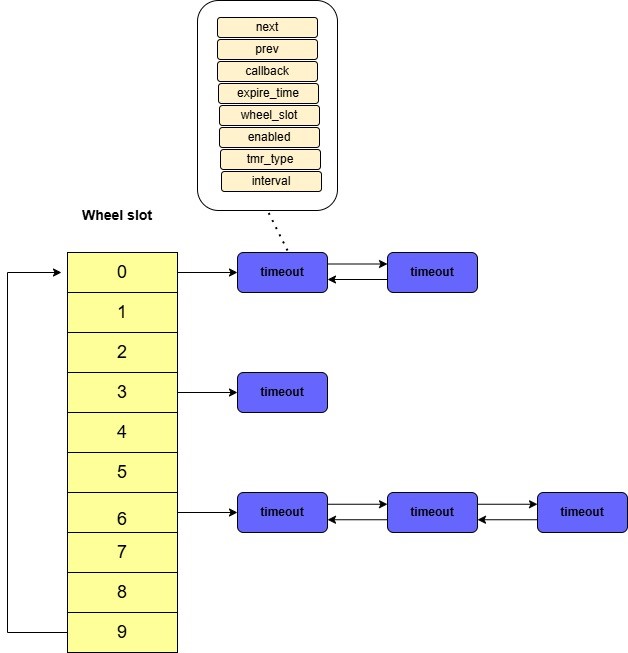 next
prev
callback
expire_time
wheel_slot
enabled
tmr_type
interval
Wheel slot
0
timeout
timeout
1
2
3
timeout
4
5
6
timeout
timeout
timeout
7
8
9